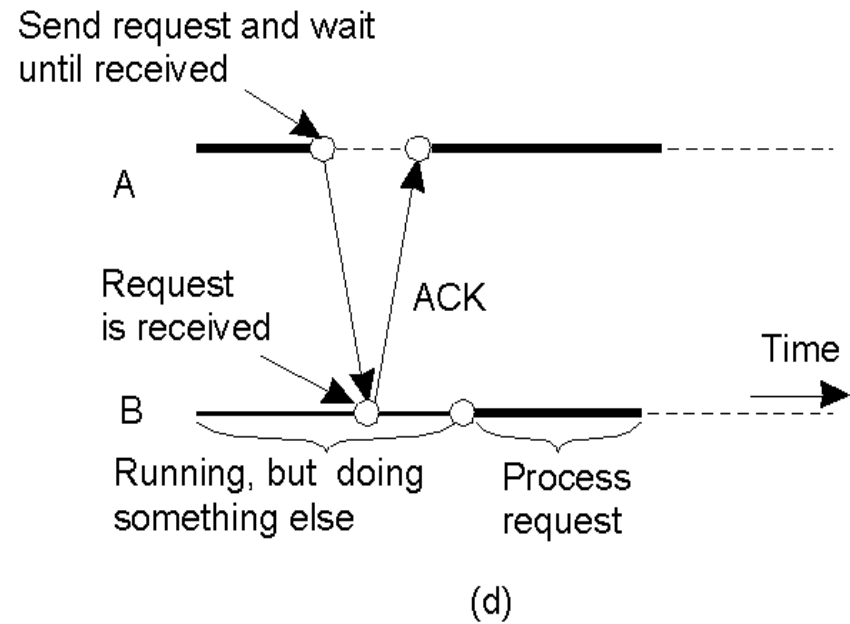 Send request and wait
until received
A
Request
is received
ACK
Time
B
Running, but doing
something else
Process
request
(d)